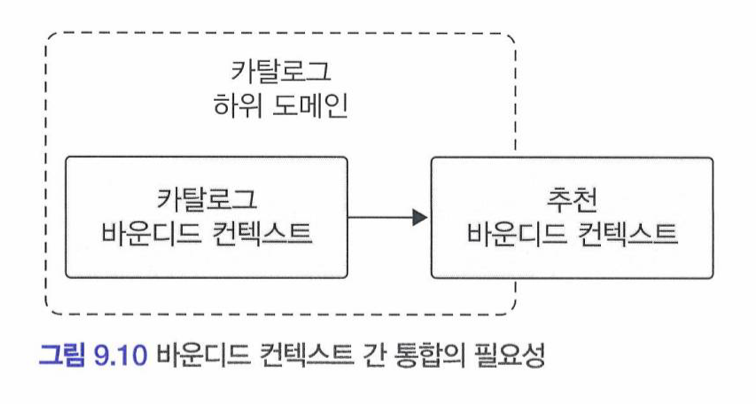 카탈로그
하위 도메인
카탈로그
바운디드 컨텍스트
추천
바운디드 컨텍스트
그림 9.10 바운디드 컨텍스트 간 통합의 필요성